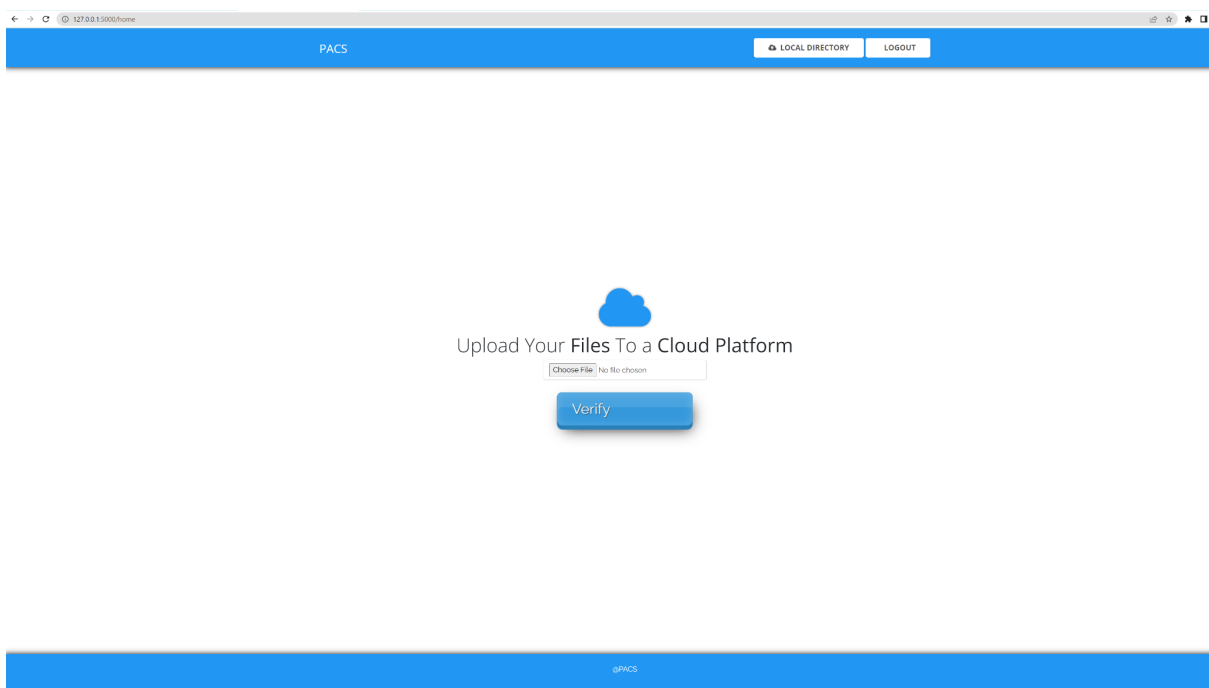 127.0.0.1:5000/home
PACS
LOCAL DIRECTORY
LOGOUT
Upload Your Files To a Cloud Platform
Choose File No file chosen
Verify
@PACS